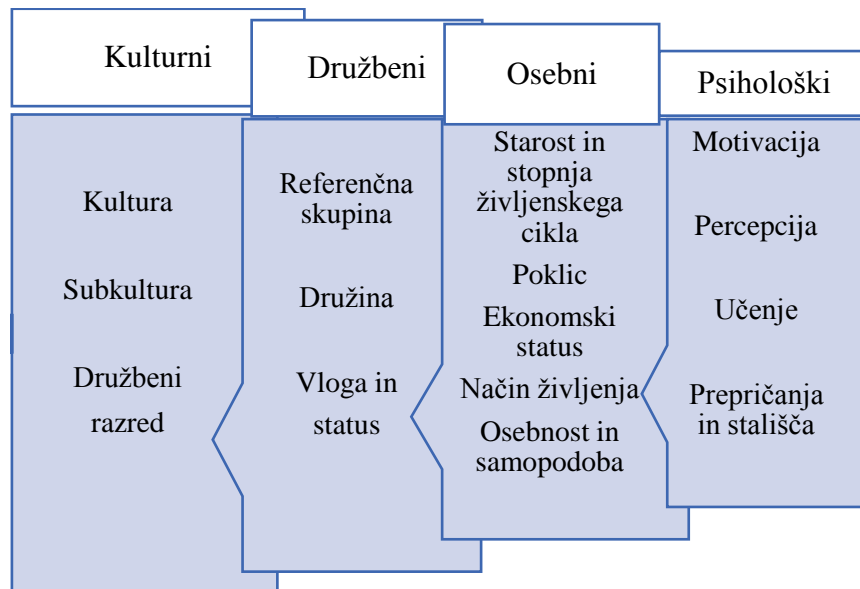 Kulturni
Kultura
Subkultura
Družbeni
razred
Družbeni
Referenčna
skupina
Družina
Vloga in
status
Osebni
Starost in
stopnja
življenskega
cikla
Poklic
Ekonomski
status
Način življenja
Osebnost in
samopodoba
Psihološki
Motivacija
Percepcija
Učenje
Prepričanja
in stališča